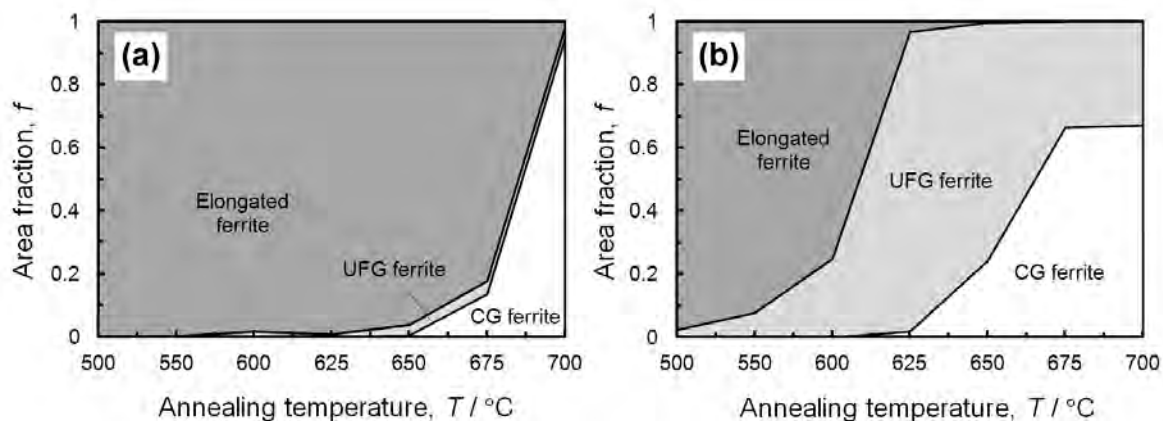 (a)
Area fraction, f
1
0.8
0.6
0.4
0.2
0
Elongated
ferrite
UFG ferrite
CG ferrite
500 550 600 625 650 675 700
Annealing temperature, T / °C
(b)
Area fraction, f
1
0.8
0.6
0.4
0.2
0
Elongated
ferrite
UFG ferrite
CG ferrite
500 550 600 625 650 675 700
Annealing temperature, T / °C